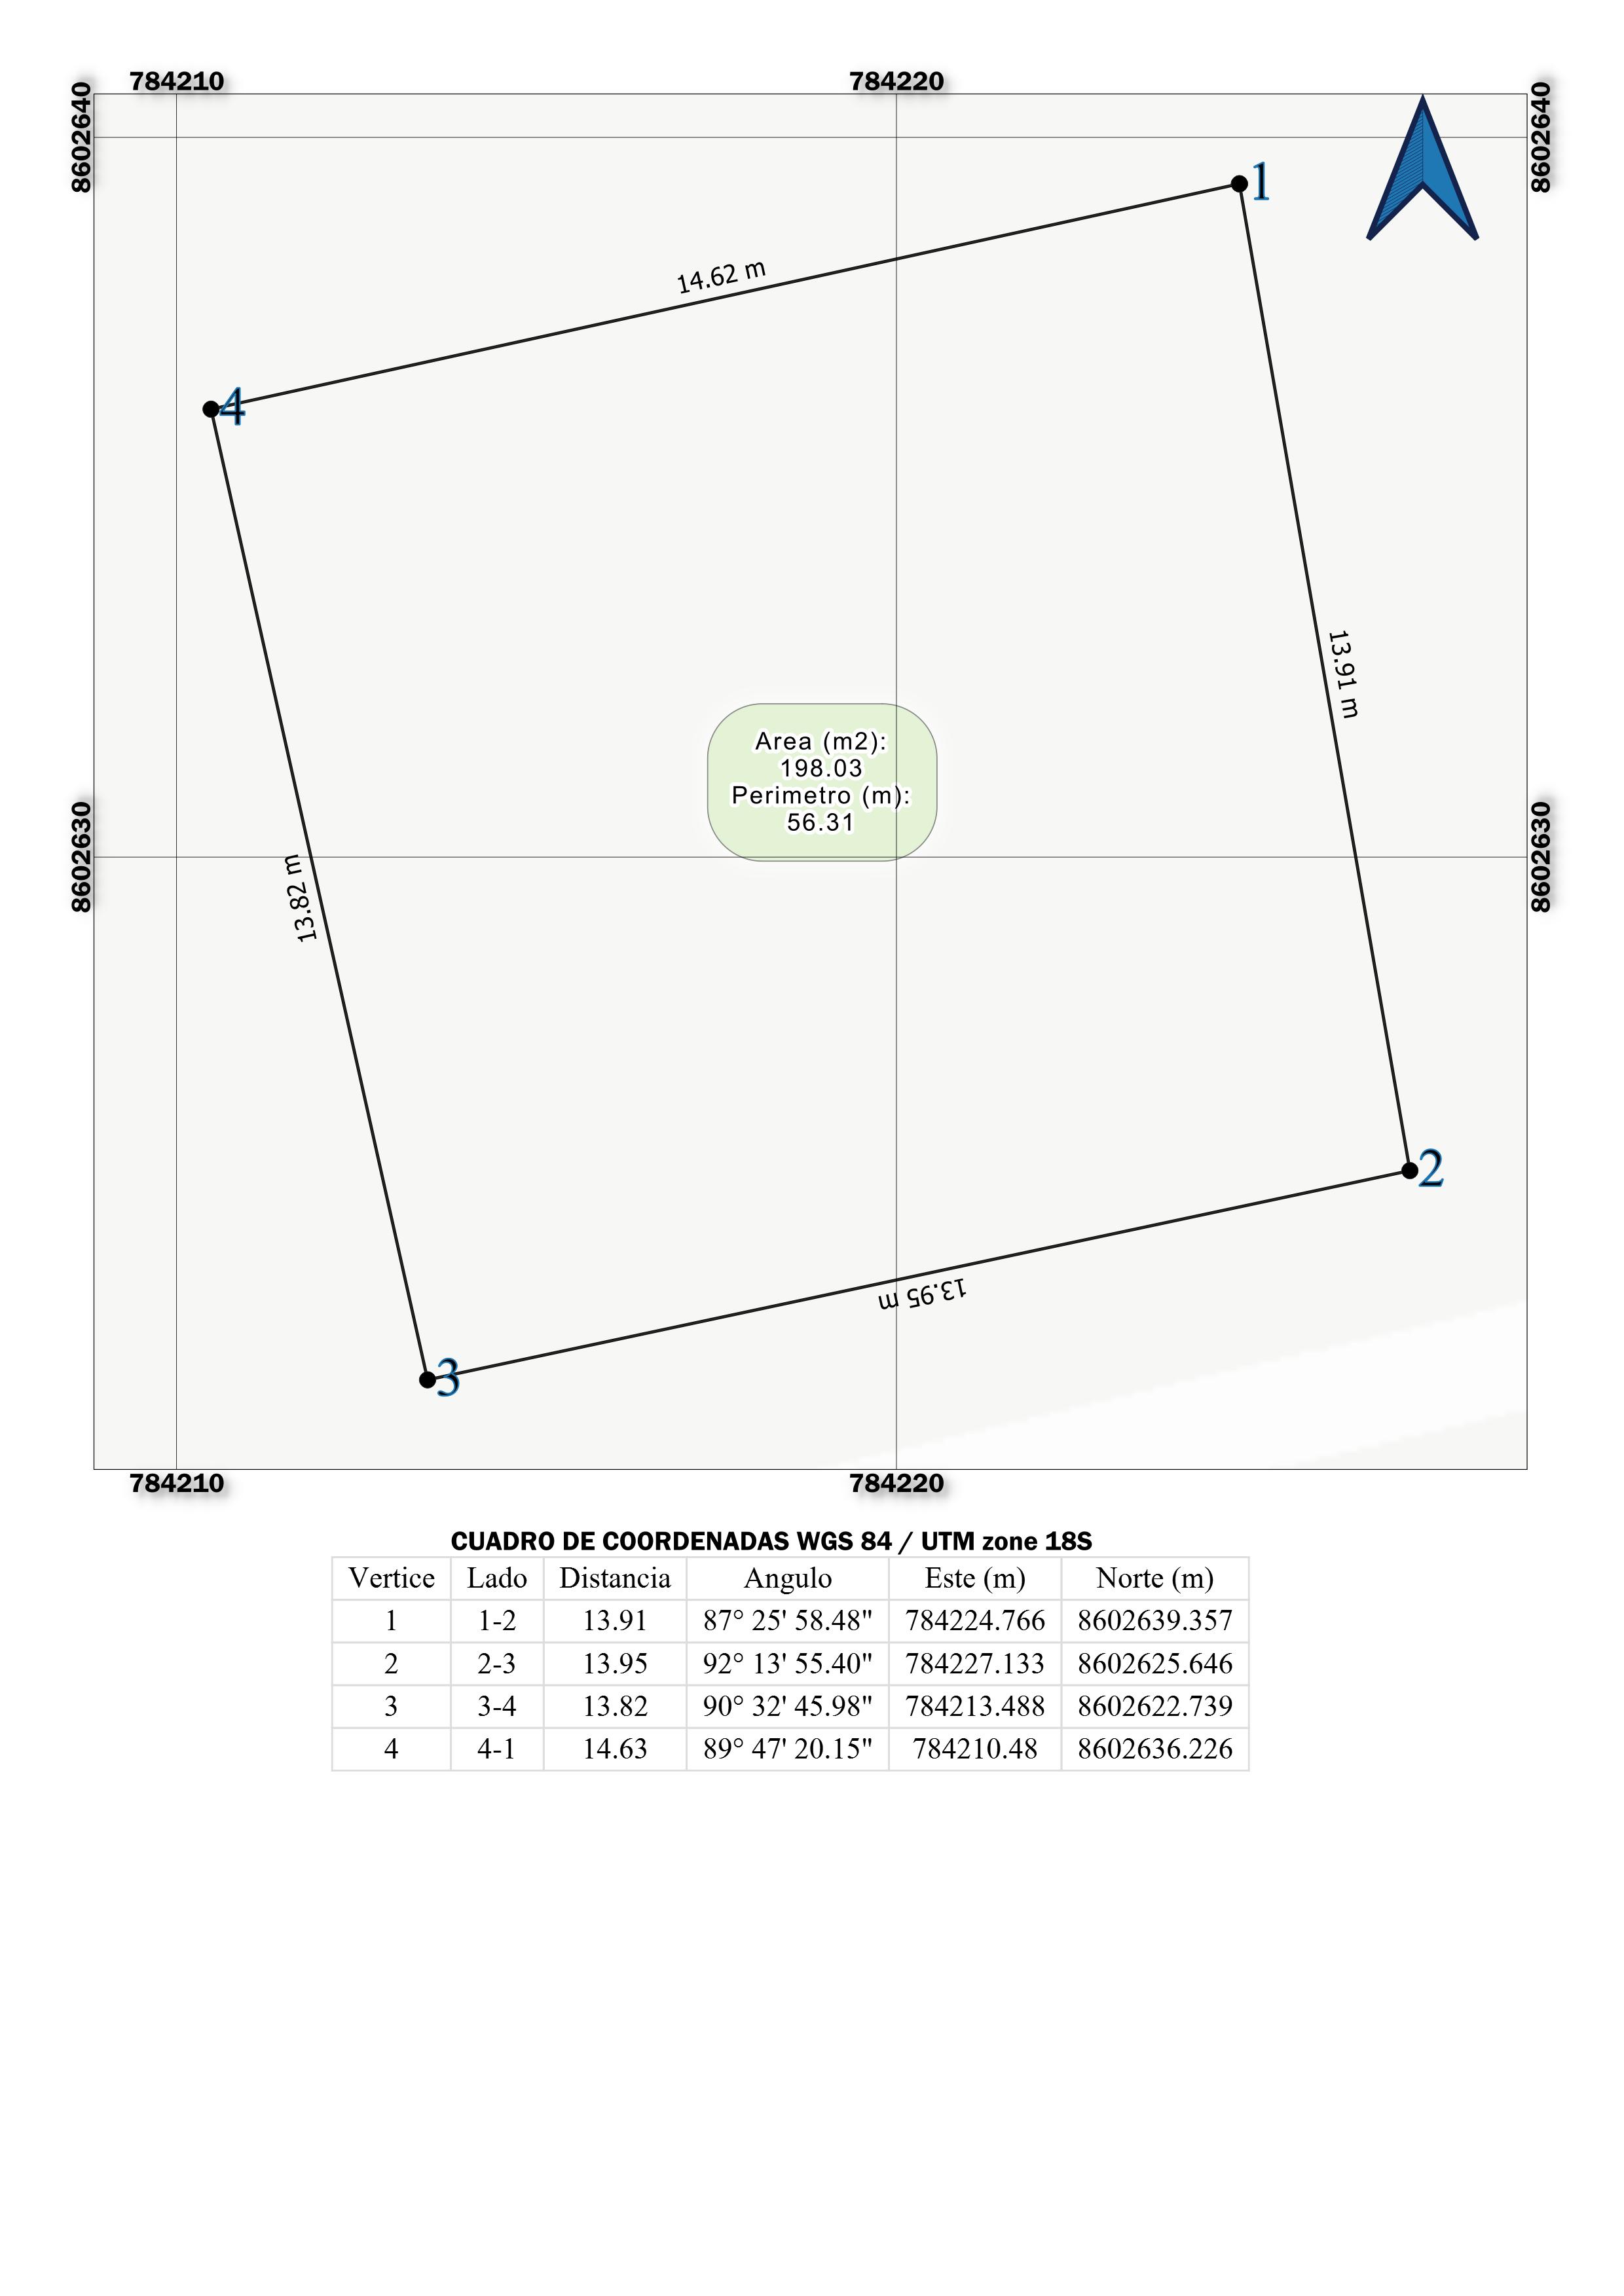 784210 784220
8602640 8602640
1
14.62 m
4
13.91 m
Area (m2):
198.03
Perimetro (m):
56.31
8602630 8602630
13.82 m
2
13.95 m
3
784210 784220
CUADRO DE COORDENADAS WGS 84 / UTM zone 18S
Vertice Lado Distancia Angulo Este (m) Norte (m)
1 1-2 13.91 87° 25' 58.48" 784224.766 8602639.357
2 2-3 13.95 92° 13' 55.40" 784227.133 8602625.646
3 3-4 13.82 90° 32' 45.98" 784213.488 8602622.739
4 4-1 14.63 89° 47' 20.15" 784210.48 8602636.226